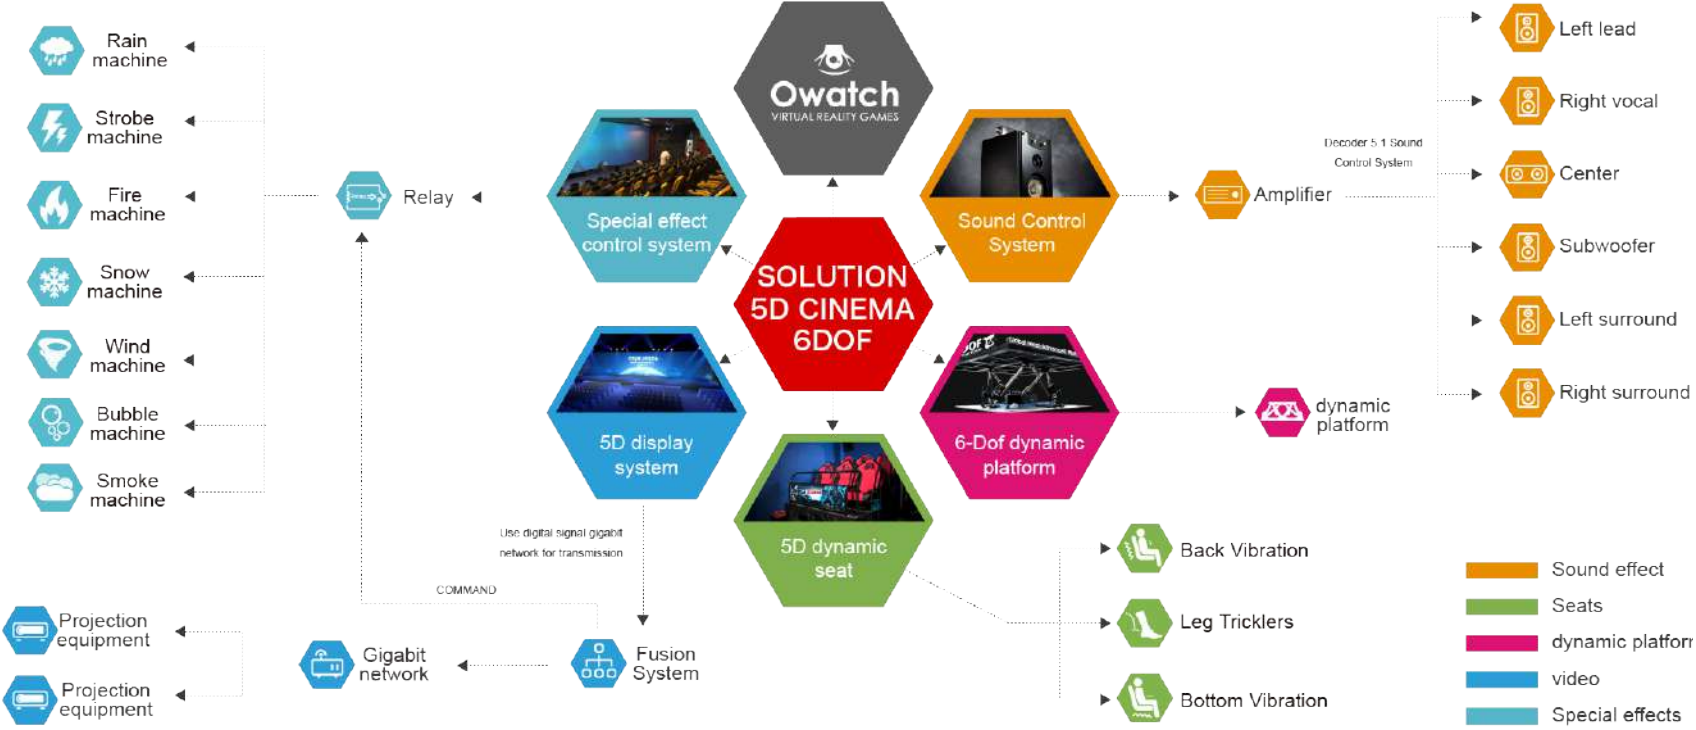 Rain
machine
Strobe
machine
Fire
machine
Snow
machine
Wind
machine
Bubble
machine
Smoke
machine
Relay
Special effect
control system
Owatch
VIRTUAL REALITY GAMES
SOLUTION
5D CINEMA
6DOF
Sound Control
System
Amplifier
Decoder 5.1 Sound
Control System
Left lead
Right vocal
Center
Subwoofer
Left surround
Right surround
5D display
system
6-Dof dynamic
platform
dynamic
platform
5D dynamic
seat
Use digital signal gigabit
network for transmission
COMMAND
Projection
equipment
Projection
equipment
Gigabit
network
Fusion
System
Back Vibration
Leg Tricklers
Bottom Vibration
Sound effect
Seats
dynamic platform
video
Special effects